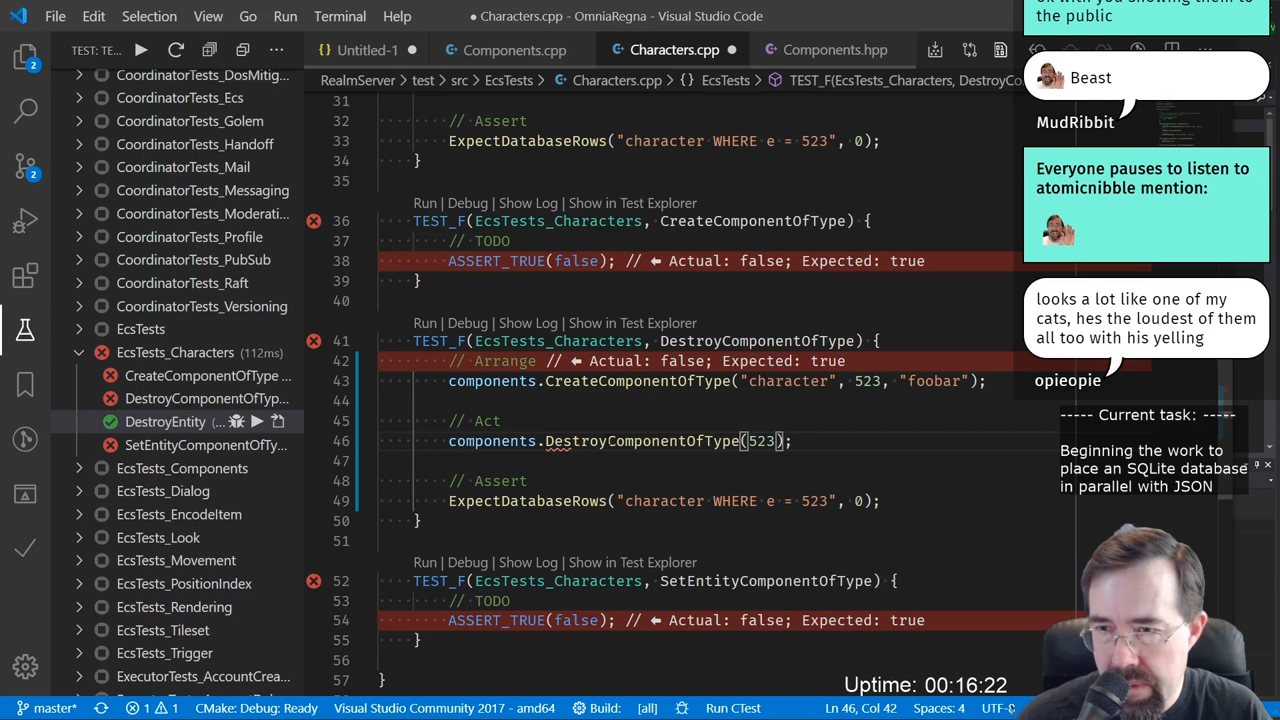 File Edit Selection View Go Run Terminal Help
● Characters.cpp - OmniaRegna - Visual Studio Code
TEST: TE...
Untitled-1
Components.cpp
Characters.cpp
Components.hpp
RealmServer > test > src > EcsTests > Characters.cpp > {} EcsTests > TEST_F(EcsTests_Characters, DestroyCo
CoordinatorTests_DosMitig...
CoordinatorTests_Ecs
CoordinatorTests_Golem
CoordinatorTests_Handoff
CoordinatorTests_Mail
CoordinatorTests_Messaging
CoordinatorTests_Moderati...
CoordinatorTests_Profile
CoordinatorTests_PubSub
CoordinatorTests_Raft
CoordinatorTests_Versioning
EcsTests
EcsTests_Characters (112ms)
CreateComponentOfType ...
DestroyComponentOfTyp...
DestroyEntity (...
SetEntityComponentOfTy...
EcsTests_Components
EcsTests_Dialog
EcsTests_EncodeItem
EcsTests_Look
EcsTests_Movement
EcsTests_PositionIndex
EcsTests_Rendering
EcsTests_Tileset
EcsTests_Trigger
ExecutorTests_AccountCrea...
31
32 // Assert
33 ExpectDatabaseRows("character WHERE e = 523", 0);
34 }
35
Run | Debug | Show Log | Show in Test Explorer
36 TEST_F(EcsTests_Characters, CreateComponentOfType) {
37 // TODO
38 ASSERT_TRUE(false); // ⬅ Actual: false; Expected: true
39 }
40
Run | Debug | Show Log | Show in Test Explorer
41 TEST_F(EcsTests_Characters, DestroyComponentOfType) {
42 // Arrange // ⬅ Actual: false; Expected: true
43 components.CreateComponentOfType("character", 523, "foobar");
44
45 // Act
46 components.DestroyComponentOfType(523);
47
48 // Assert
49 ExpectDatabaseRows("character WHERE e = 523", 0);
50 }
51
Run | Debug | Show Log | Show in Test Explorer
52 TEST_F(EcsTests_Characters, SetEntityComponentOfType) {
53 // TODO
54 ASSERT_TRUE(false); // ⬅ Actual: false; Expected: true
55 }
56
57 }
ok with you showing them to
the public
Beast
MudRibbit
Everyone pauses to listen to
atomicnibble mention:
looks a lot like one of my
cats, hes the loudest of them
all too with his yelling
opieopie
----- Current task: -----
Beginning the work to
place an SQLite database
in parallel with JSON
Uptime: 00:16:22
2
2
master* 1 1 CMake: Debug: Ready Visual Studio Community 2017 - amd64 Build: [all] Run CTest Ln 46, Col 42 Spaces: 4 UTF-8